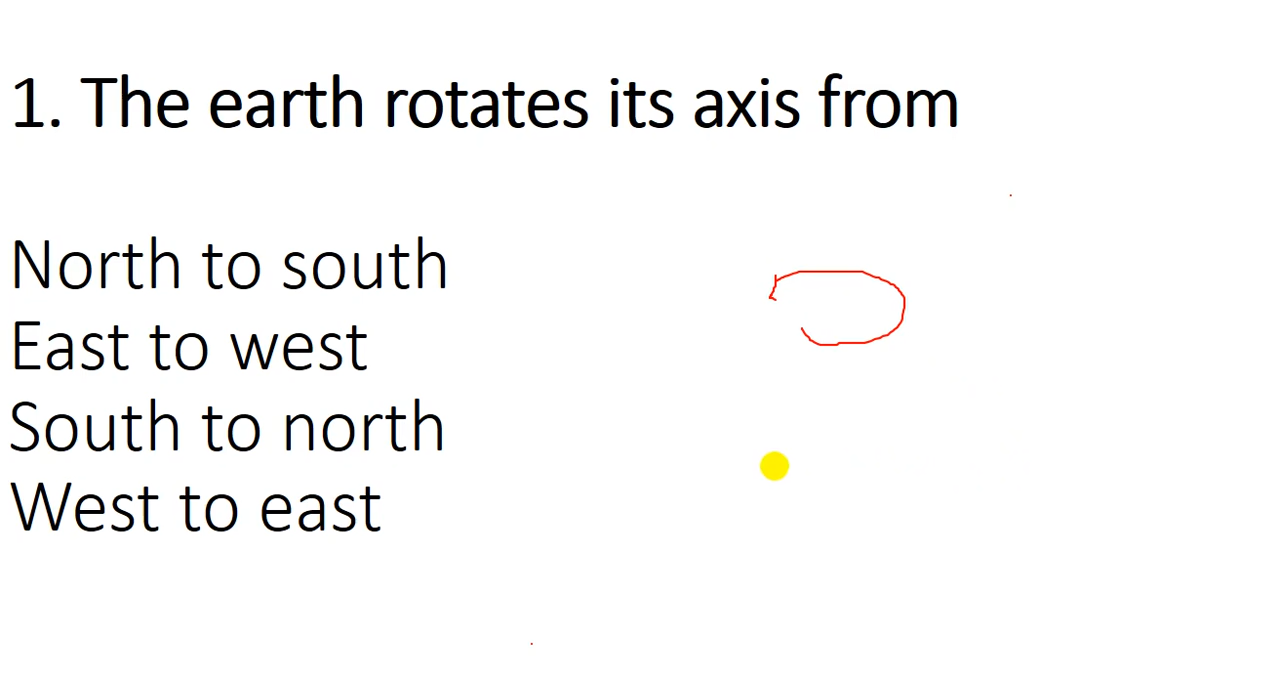 1. The earth rotates its axis from
North to south
East to west
South to north
West to east